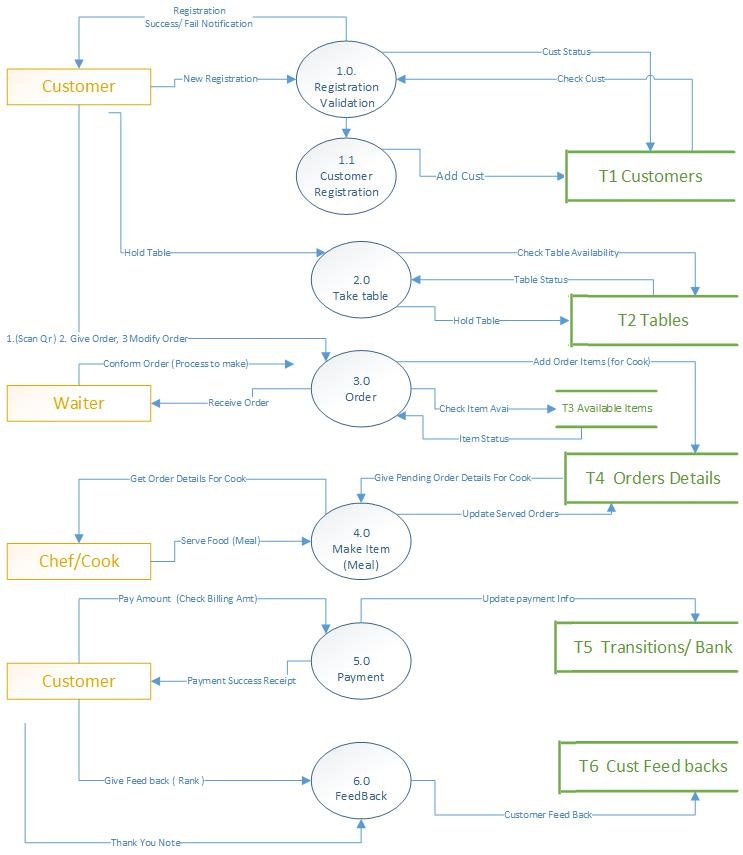 Registration
Success/ Fail Notification
Cust Status
1.0.
Registration
Validation
Customer
New Registration
Check Cust
1.1
Customer
Registration
Add Cust
T1 Customers
Hold Table
Check Table Availability
2.0
Take table
Table Status
Hold Table
T2 Tables
1.(Scan Qr) 2. Give Order, 3 Modify Order
Conform Order (Process to make)
Add Order Items (for Cook)
3.0
Order
Waiter
Receive Order
Check Item Avai
T3 Available Items
Item Status
Get Order Details For Cook
Give Pending Order Details For Cook
T4 Orders Details
Update Served Orders
4.0
Make Item
(Meal)
Serve Food (Meal)
Chef/Cook
Pay Amount (Check Billing Amt)
Update payment Info
5.0
Payment
T5 Transitions/ Bank
Customer
Payment Success Receipt
T6 Cust Feed backs
Give Feed back ( Rank )
6.0
FeedBack
Customer Feed Back
Thank You Note